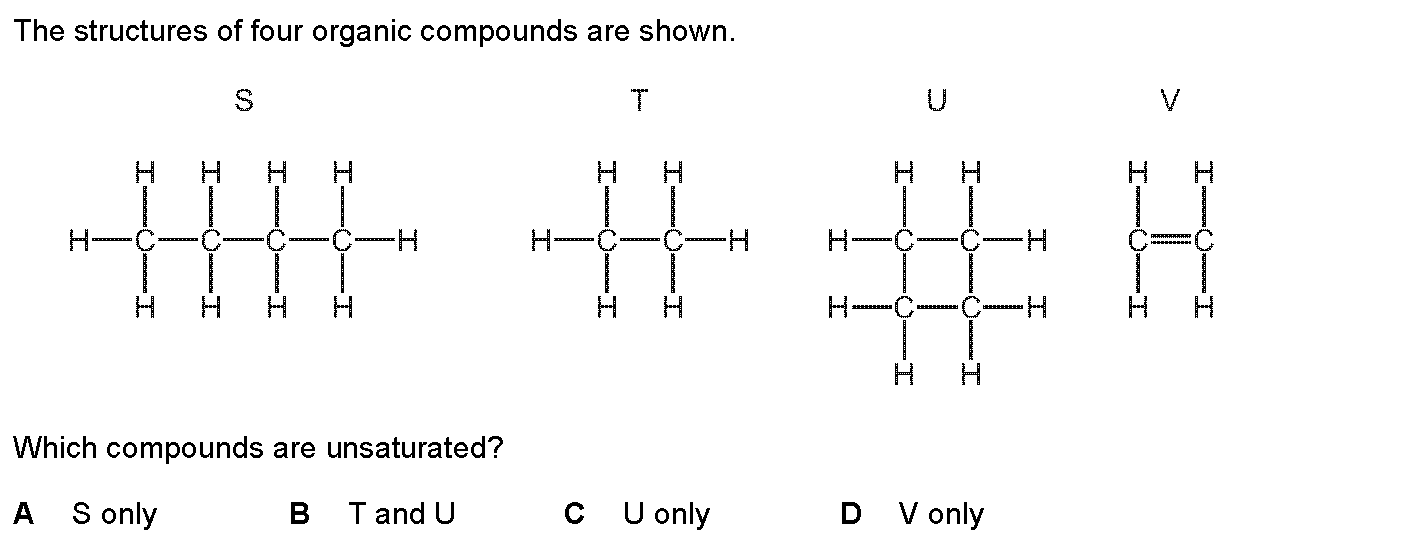 The structures of four organic compounds are shown.
S T U V
H H H H H H H H H H
H—C—C—C—C—H H—C—C—H H—C—C—H C=C
H H H H H H H—C—C—H H H
H H
Which compounds are unsaturated?
A S only B T and U C U only D V only